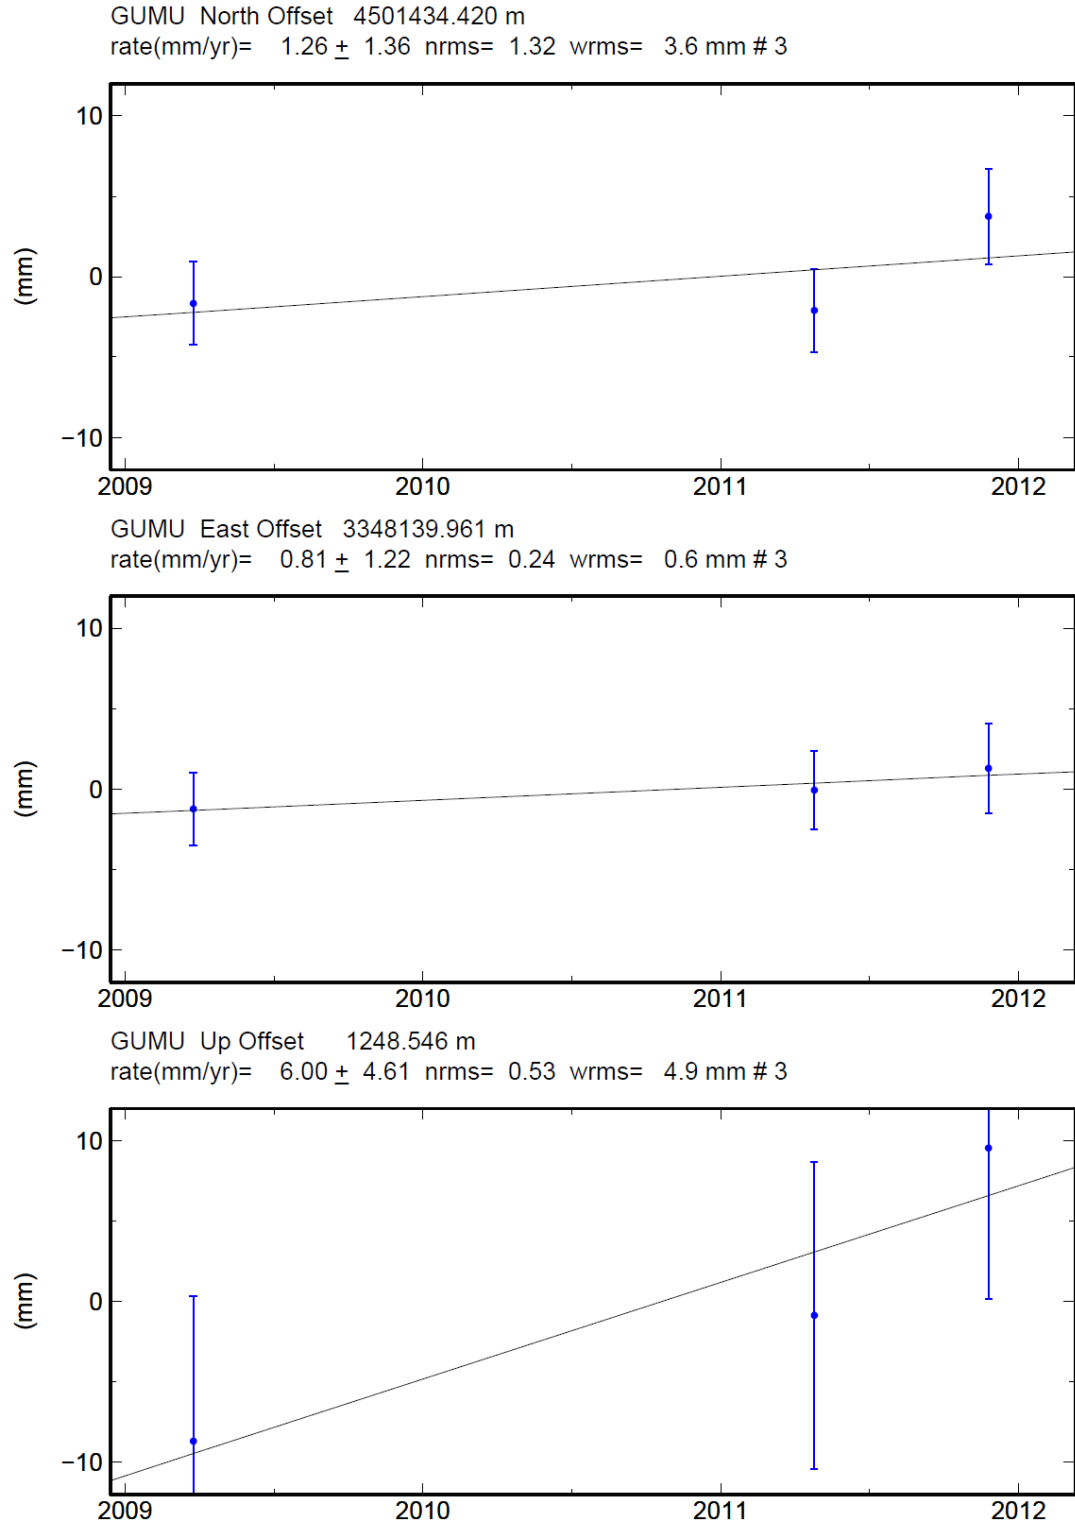 GUMU North Offset 4501434.420 m
rate(mm/yr)= 1.26 ± 1.36 nrms= 1.32 wrms= 3.6 mm # 3
10
0
−10
(mm)
2009 2010 2011 2012
GUMU East Offset 3348139.961 m
rate(mm/yr)= 0.81 ± 1.22 nrms= 0.24 wrms= 0.6 mm # 3
10
0
−10
(mm)
2009 2010 2011 2012
GUMU Up Offset 1248.546 m
rate(mm/yr)= 6.00 ± 4.61 nrms= 0.53 wrms= 4.9 mm # 3
10
0
−10
(mm)
2009 2010 2011 2012